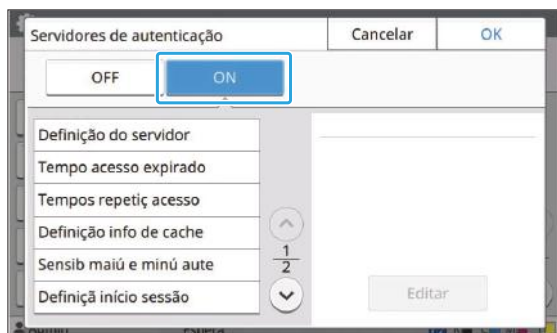 Servidores de autenticação
Cancelar
OK
OFF
ON
Definição do servidor
Tempo acesso expirado
Tempos repetiç acesso
Definição info de cache
Sensib maiú e minú aute
Definiçã início sessão
1
2
Editar